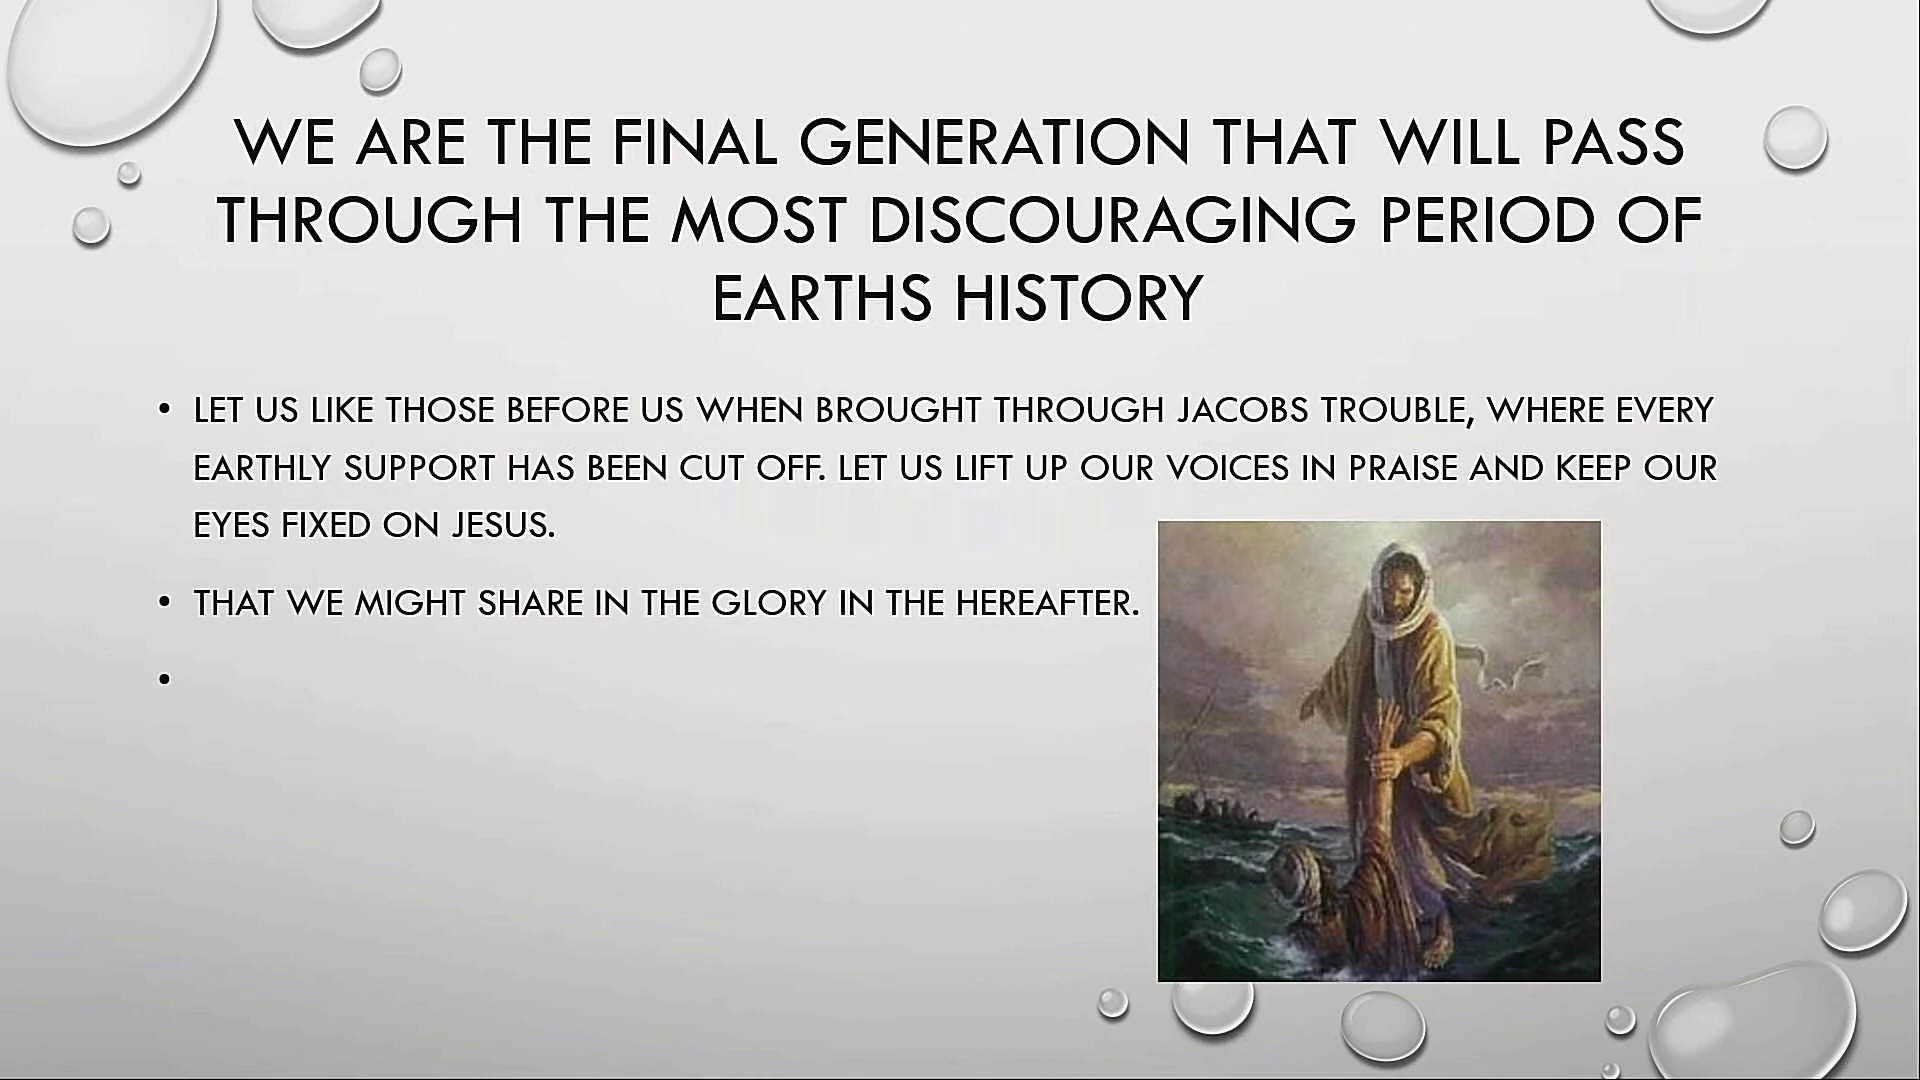 WE ARE THE FINAL GENERATION THAT WILL PASS
THROUGH THE MOST DISCOURAGING PERIOD OF
EARTHS HISTORY
• LET US LIKE THOSE BEFORE US WHEN BROUGHT THROUGH JACOBS TROUBLE, WHERE EVERY
EARTHLY SUPPORT HAS BEEN CUT OFF. LET US LIFT UP OUR VOICES IN PRAISE AND KEEP OUR
EYES FIXED ON JESUS.
• THAT WE MIGHT SHARE IN THE GLORY IN THE HEREAFTER.
•